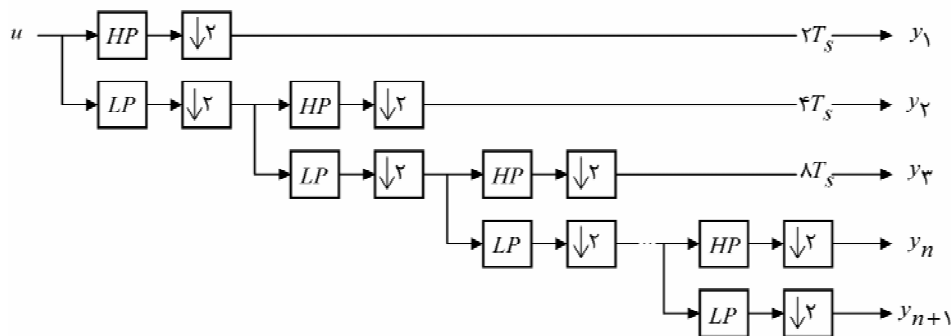 u HP ↓۲ ۲T_s y_۱
LP ↓۲ HP ↓۲ ۴T_s y_۲
LP ↓۲ HP ↓۲ ۸T_s y_۳
LP ↓۲ ... HP ↓۲ y_n
LP ↓۲ y_{n+۱}